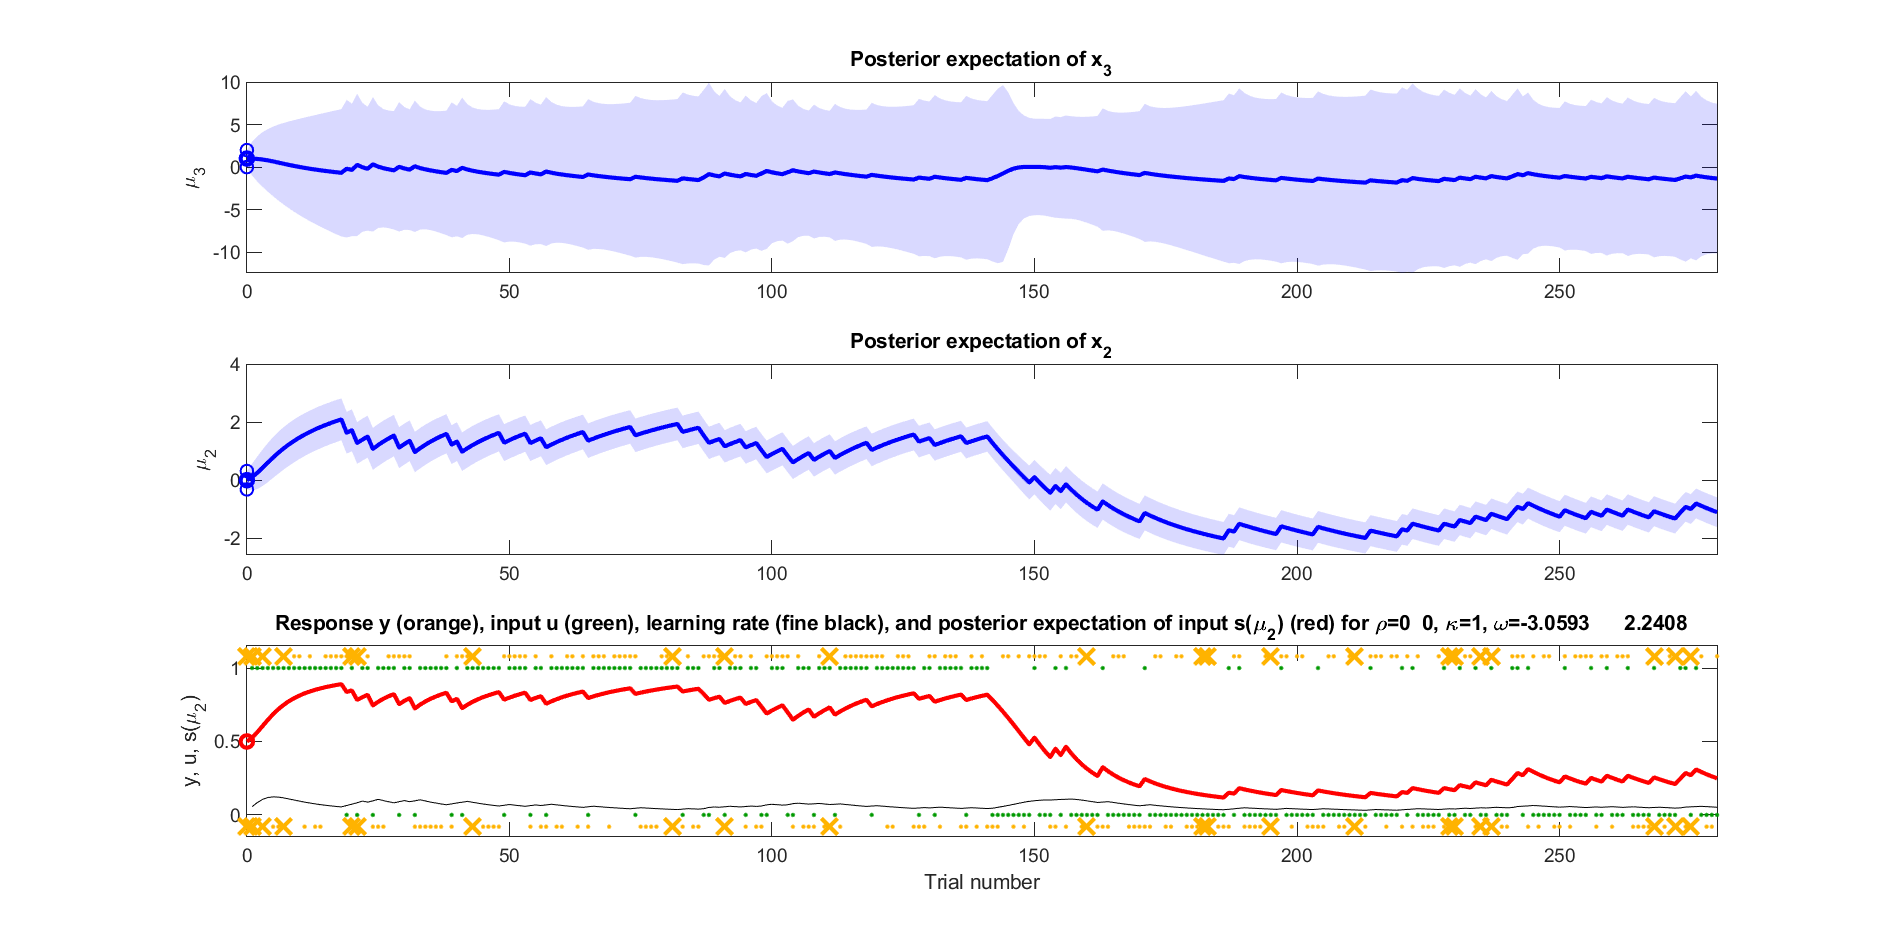 Posterior expectation of x3
10
5
0
-5
-10
μ3
0 50 100 150 200 250
Posterior expectation of x2
4
2
0
-2
μ2
0 50 100 150 200 250
Response y (orange), input u (green), learning rate (fine black), and posterior expectation of input s(μ2) (red) for ρ=0 0, κ=1, ω=-3.0593 2.2408
1
0.5
0
y, u, s(μ2)
0 50 100 150 200 250
Trial number